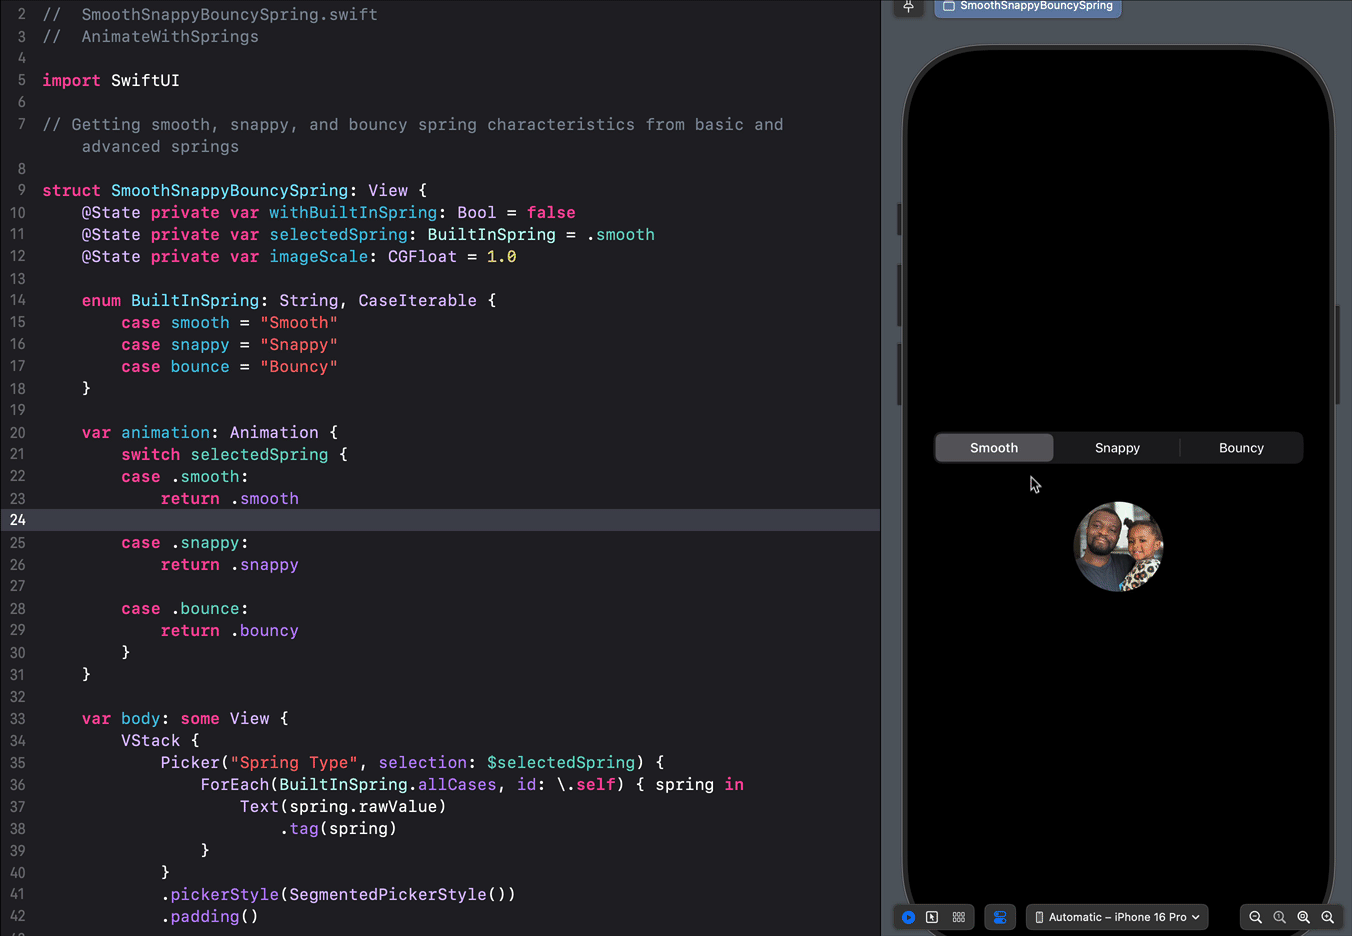 2 //  SmoothSnappyBouncySpring.swift
3 //  AnimateWithSprings
4
5 import SwiftUI
6
7 // Getting smooth, snappy, and bouncy spring characteristics from basic and
advanced springs
8
9 struct SmoothSnappyBouncySpring: View {
10     @State private var withBuiltInSpring: Bool = false
11     @State private var selectedSpring: BuiltInSpring = .smooth
12     @State private var imageScale: CGFloat = 1.0
13
14     enum BuiltInSpring: String, CaseIterable {
15         case smooth = "Smooth"
16         case snappy = "Snappy"
17         case bounce = "Bouncy"
18     }
19
20     var animation: Animation {
21         switch selectedSpring {
22         case .smooth:
23             return .smooth
24
25         case .snappy:
26             return .snappy
27
28         case .bounce:
29             return .bouncy
30         }
31     }
32
33     var body: some View {
34         VStack {
35             Picker("Spring Type", selection: $selectedSpring) {
36                 ForEach(BuiltInSpring.allCases, id: \.self) { spring in
37                     Text(spring.rawValue)
38                         .tag(spring)
39                 }
40             }
41             .pickerStyle(SegmentedPickerStyle())
42             .padding()
SmoothSnappyBouncySpring
Smooth Snappy Bouncy
Automatic – iPhone 16 Pro